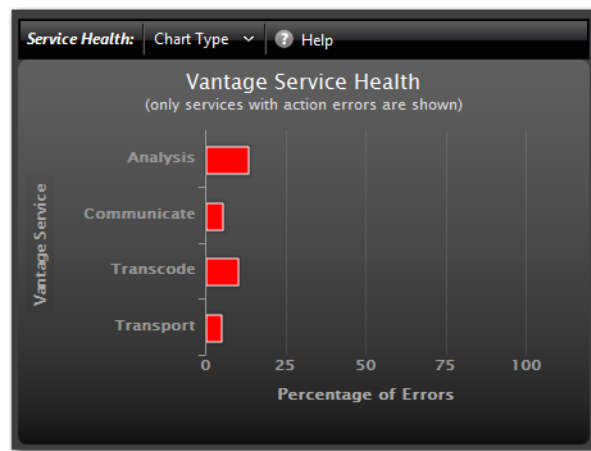 Service Health: Chart Type ? Help
Vantage Service Health
(only services with action errors are shown)
Vantage Service
Analysis
Communicate
Transcode
Transport
0 25 50 75 100
Percentage of Errors